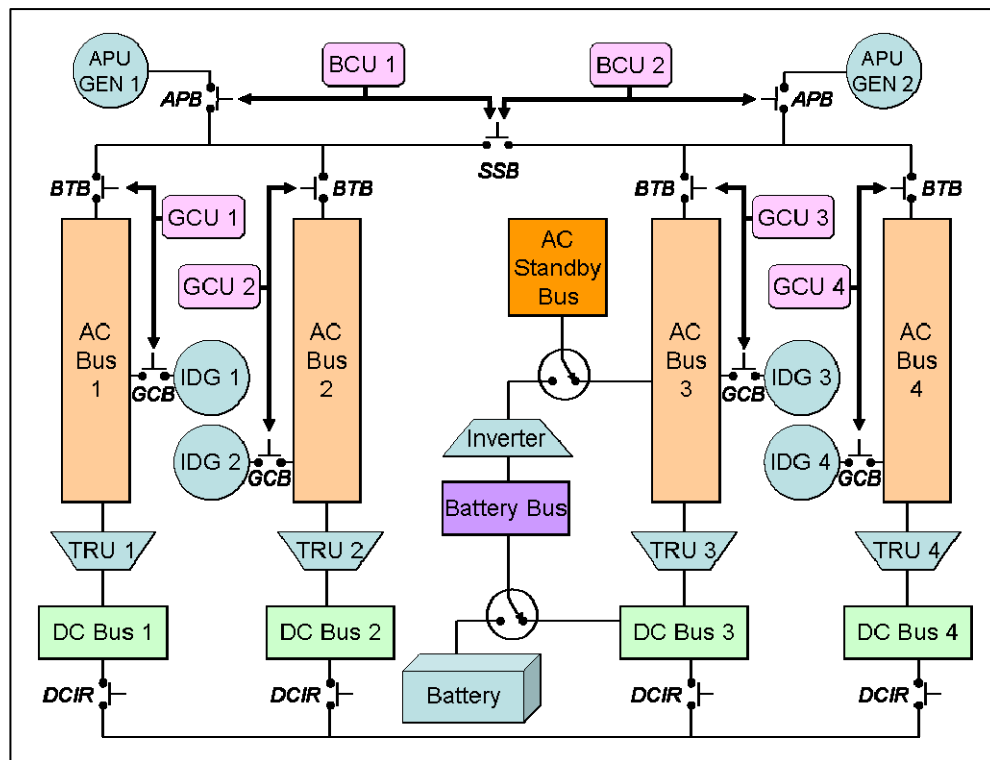 APU
GEN 1
BCU 1
BCU 2
APU
GEN 2
APB
APB
SSB
BTB
BTB
BTB
BTB
GCU 1
GCU 3
GCU 2
GCU 4
AC
Standby
Bus
AC
Bus
1
AC
Bus
2
AC
Bus
3
AC
Bus
4
IDG 1
GCB
IDG 3
GCB
IDG 2
GCB
IDG 4
GCB
Inverter
Battery Bus
TRU 1
TRU 2
TRU 3
TRU 4
DC Bus 1
DC Bus 2
DC Bus 3
DC Bus 4
DCIR
DCIR
Battery
DCIR
DCIR